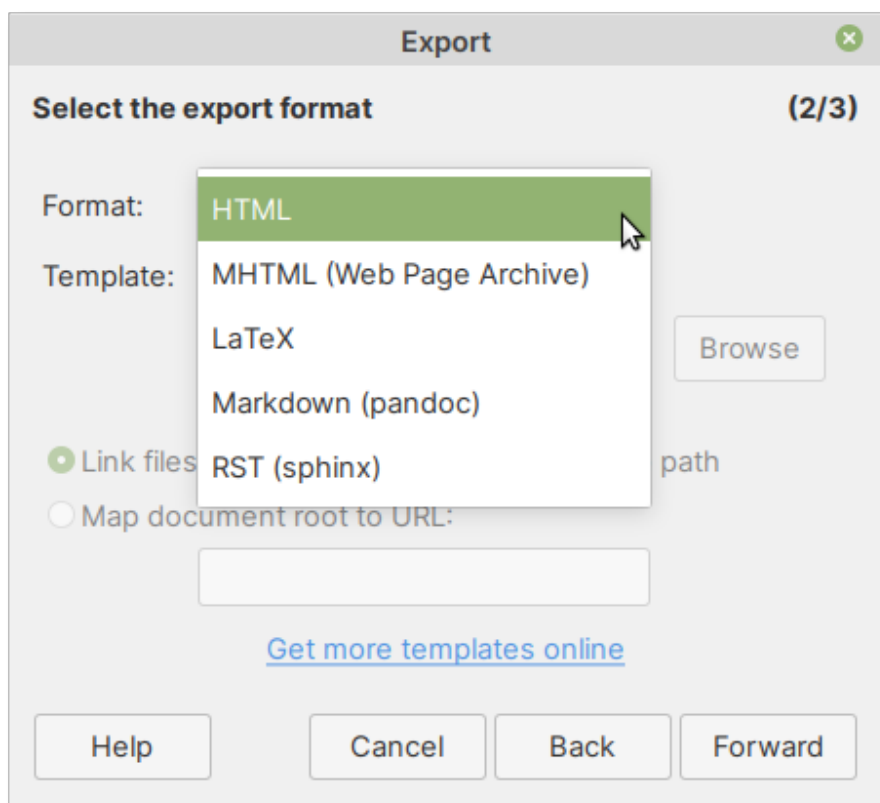 Export
Select the export format (2/3)
Format: HTML
Template: MHTML (Web Page Archive)
LaTeX
Browse
Markdown (pandoc)
Link files RST (sphinx) path
Map document root to URL:
Get more templates online
Help Cancel Back Forward